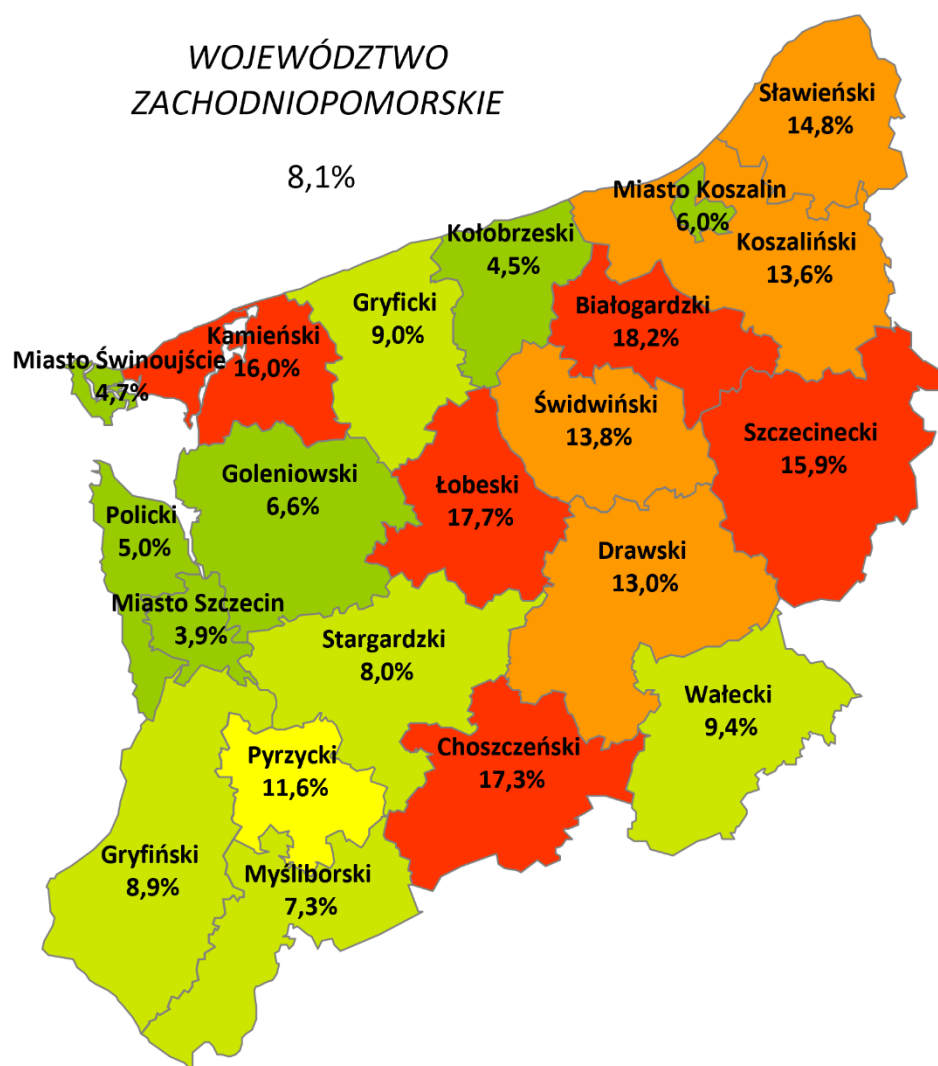 WOJEWÓDZTWO
ZACHODNIOPOMORSKIE
8,1%
Sławieński
14,8%
Miasto Koszalin
6,0%
Koszaliński
13,6%
Kołobrzeski
4,5%
Białogardzki
18,2%
Gryficki
9,0%
Kamieński
16,0%
Miasto Świnoujście
4,7%
Świdwiński
13,8%
Szczecinecki
15,9%
Goleniowski
6,6%
Łobeski
17,7%
Policki
5,0%
Drawski
13,0%
Miasto Szczecin
3,9%
Stargardzki
8,0%
Wałecki
9,4%
Pyrzycki
11,6%
Choszczeński
17,3%
Gryfiński
8,9%
Myśliborski
7,3%